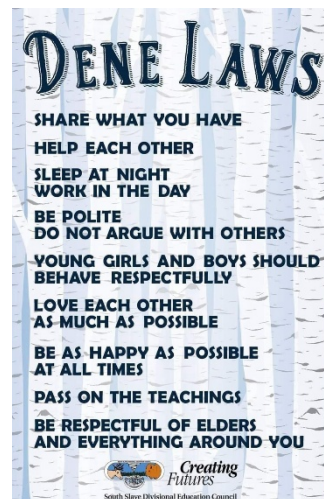 DENE LAWS
SHARE WHAT YOU HAVE
HELP EACH OTHER
SLEEP AT NIGHT
WORK IN THE DAY
BE POLITE
DO NOT ARGUE WITH OTHERS
YOUNG GIRLS AND BOYS SHOULD
BEHAVE RESPECTFULLY
LOVE EACH OTHER
AS MUCH AS POSSIBLE
BE AS HAPPY AS POSSIBLE
AT ALL TIMES
PASS ON THE TEACHINGS
BE RESPECTFUL OF ELDERS
AND EVERYTHING AROUND YOU
Creating
Futures
South Slave Divisional Education Council